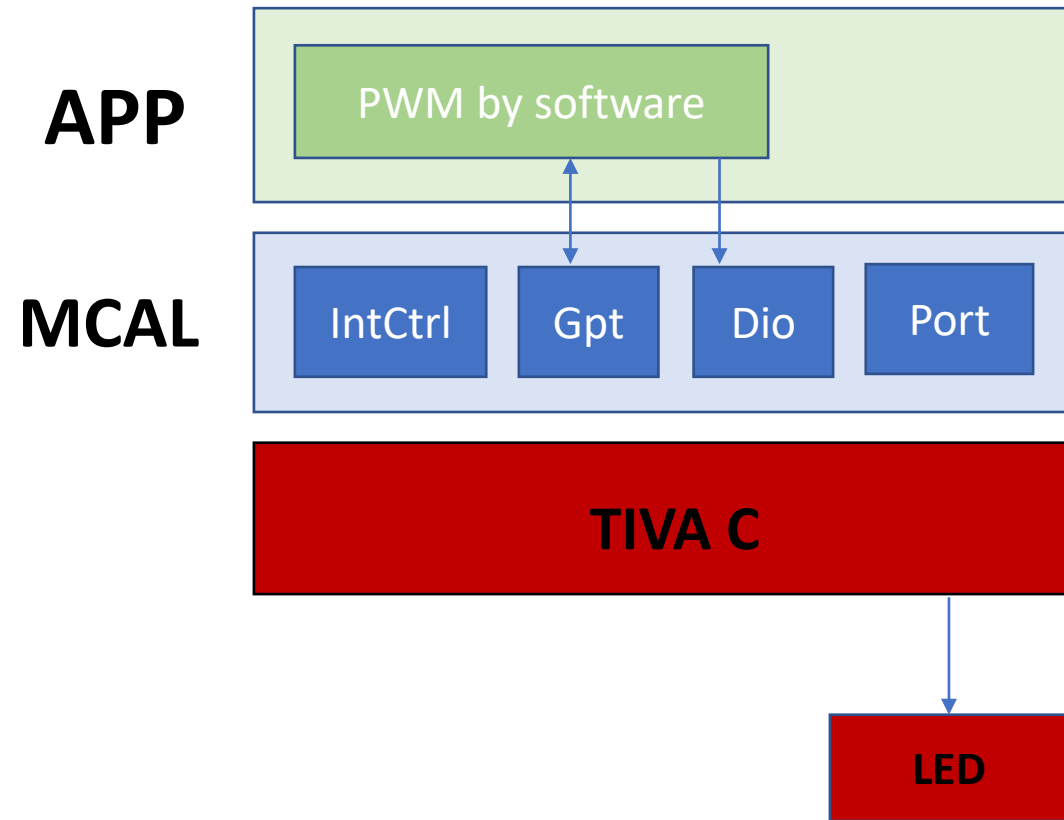 APP
PWM by software
MCAL
IntCtrl
Gpt
Dio
Port
TIVA C
LED